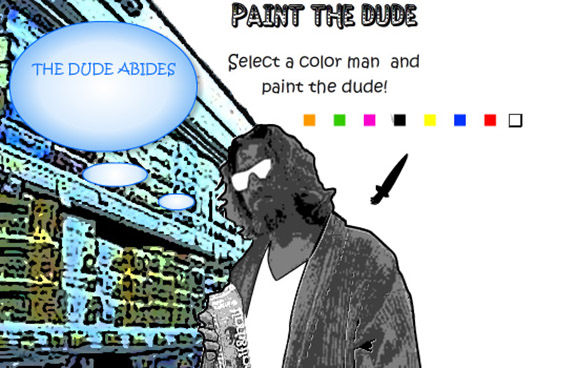 PAINT THE DUDE
Select a color man and
paint the dude!
THE DUDE ABIDES